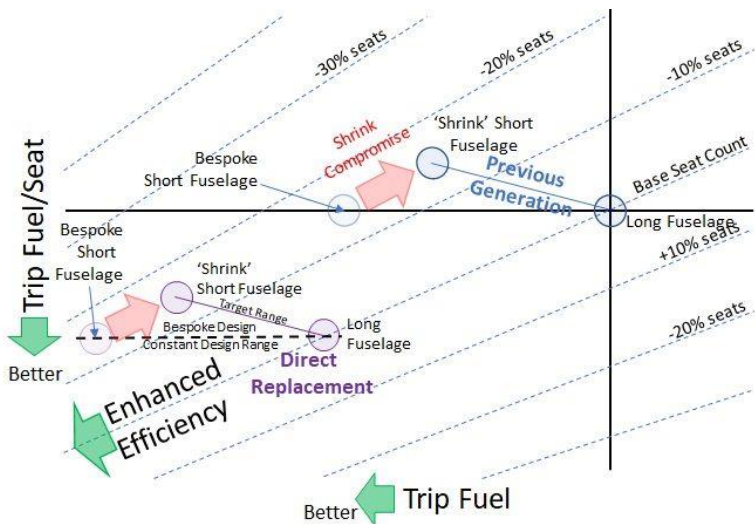 -30% seats
-20% seats
-10% seats
'Shrink' Short
Fuselage
Shrink
Compromise
Bespoke
Short Fuselage
Previous
Generation
Base Seat Count
Long Fuselage
Trip Fuel/Seat
Bespoke
Short
Fuselage
+10% seats
'Shrink'
Short Fuselage
Target Range
-20% seats
Bespoke Design
Constant Design Range
Long
Fuselage
Better
Direct
Replacement
Enhanced
Efficiency
Better
Trip Fuel